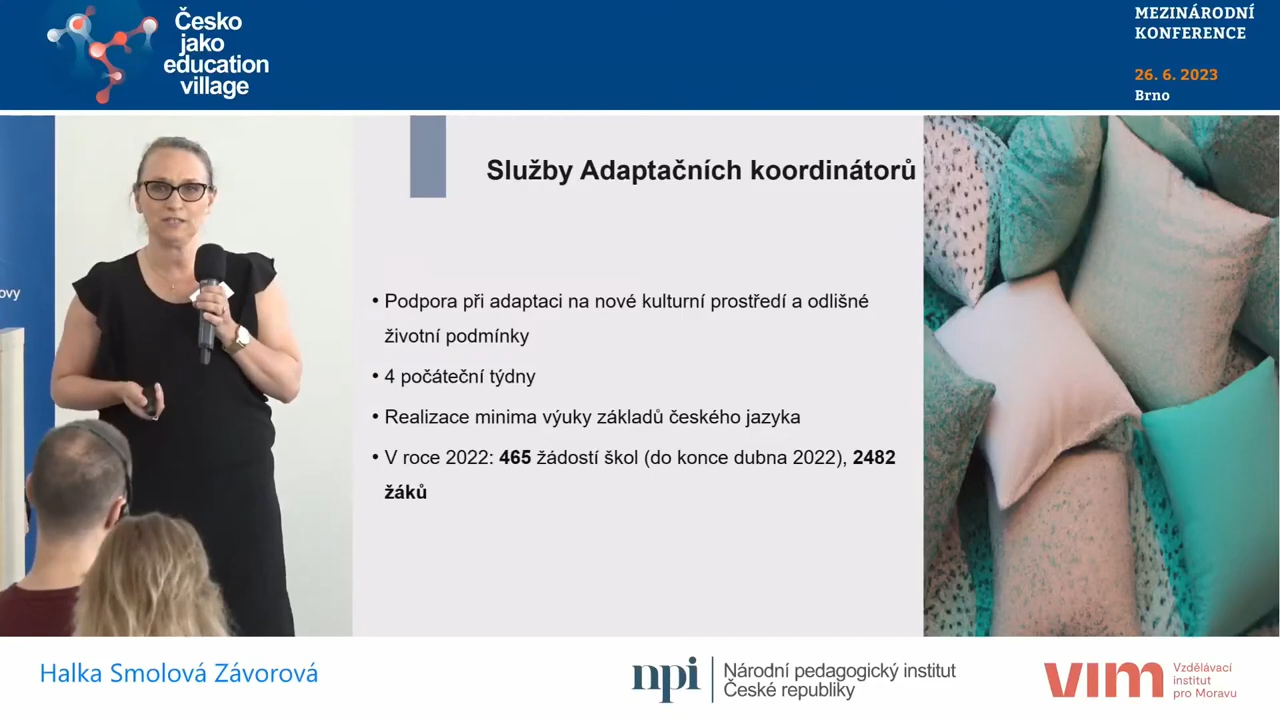 Česko
jako
education
village
MEZINÁRODNÍ
KONFERENCE
26. 6. 2023
Brno
ovy
Služby Adaptačních koordinátorů
• Podpora při adaptaci na nové kulturní prostředí a odlišné
životní podmínky
• 4 počáteční týdny
• Realizace minima výuky základů českého jazyka
• V roce 2022: 465 žádostí škol (do konce dubna 2022), 2482
žáků
Halka Smolová Závorová
npi
Národní pedagogický institut
České republiky
vım
Vzdělávací
institut
pro Moravu